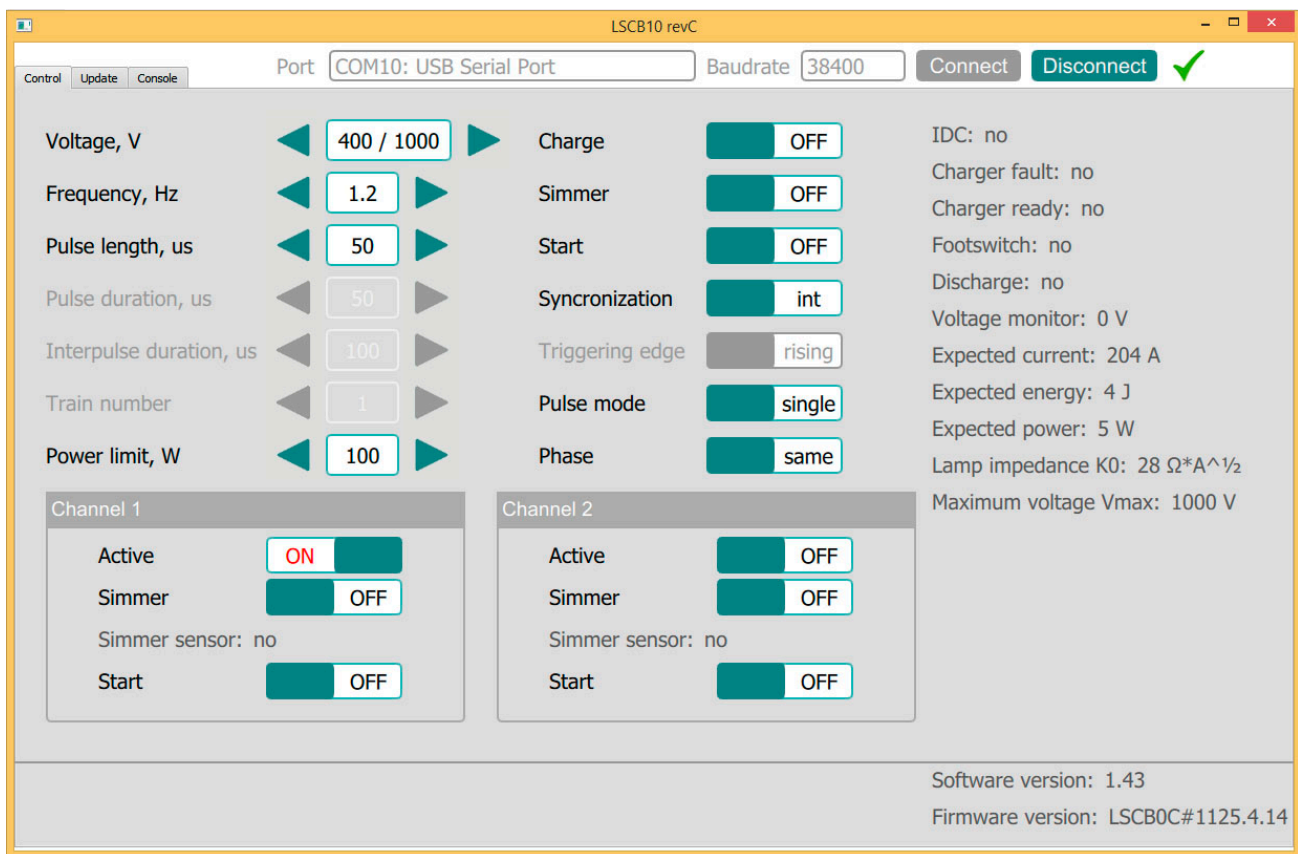 LSCB10 revC
Control Update Console
Port COM10: USB Serial Port Baudrate 38400 Connect Disconnect
Voltage, V 400 / 1000
Frequency, Hz 1.2
Pulse length, us 50
Pulse duration, us 50
Interpulse duration, us 100
Train number 1
Power limit, W 100
Charge OFF
Simmer OFF
Start OFF
Syncronization int
Triggering edge rising
Pulse mode single
Phase same
IDC: no
Charger fault: no
Charger ready: no
Footswitch: no
Discharge: no
Voltage monitor: 0 V
Expected current: 204 A
Expected energy: 4 J
Expected power: 5 W
Lamp impedance K0: 28 Ω*A^½
Maximum voltage Vmax: 1000 V
Channel 1
Active ON
Simmer OFF
Simmer sensor: no
Start OFF
Channel 2
Active OFF
Simmer OFF
Simmer sensor: no
Start OFF
Software version: 1.43
Firmware version: LSCB0C#1125.4.14